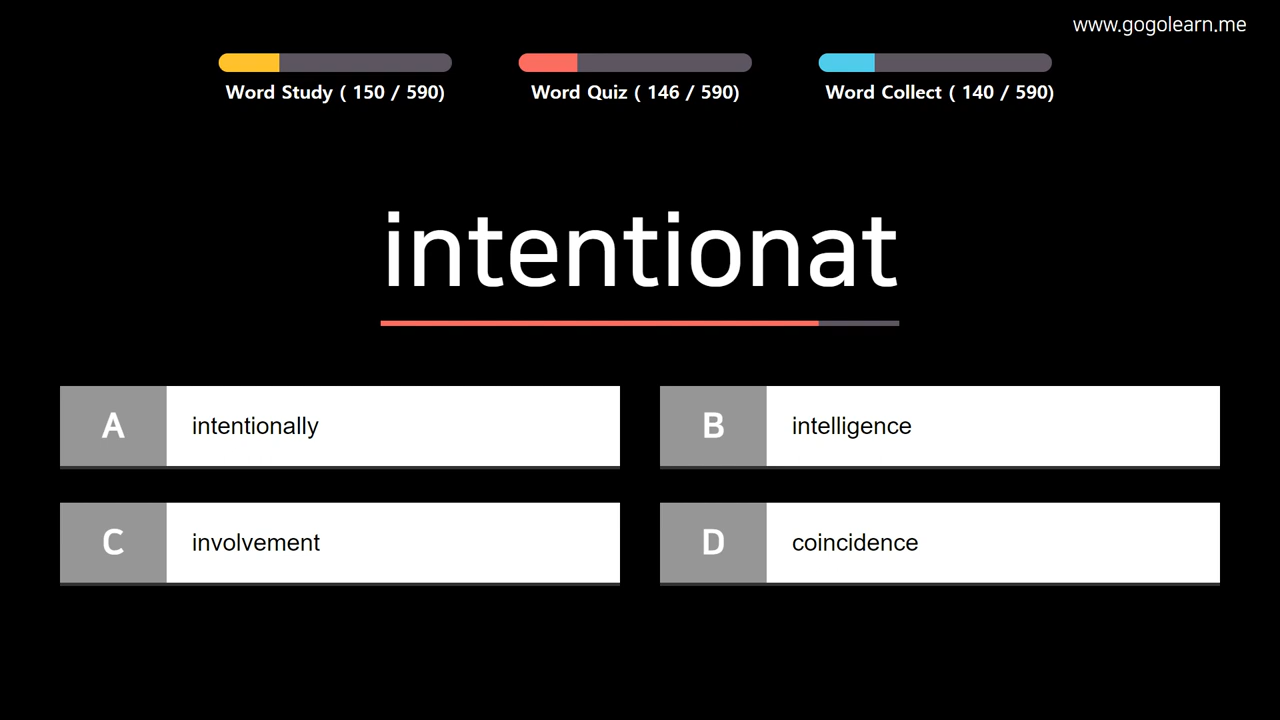 www.gogolearn.me
Word Study ( 150 / 590)
Word Quiz ( 146 / 590)
Word Collect ( 140 / 590)
intentionat
A intentionally
B intelligence
C involvement
D coincidence